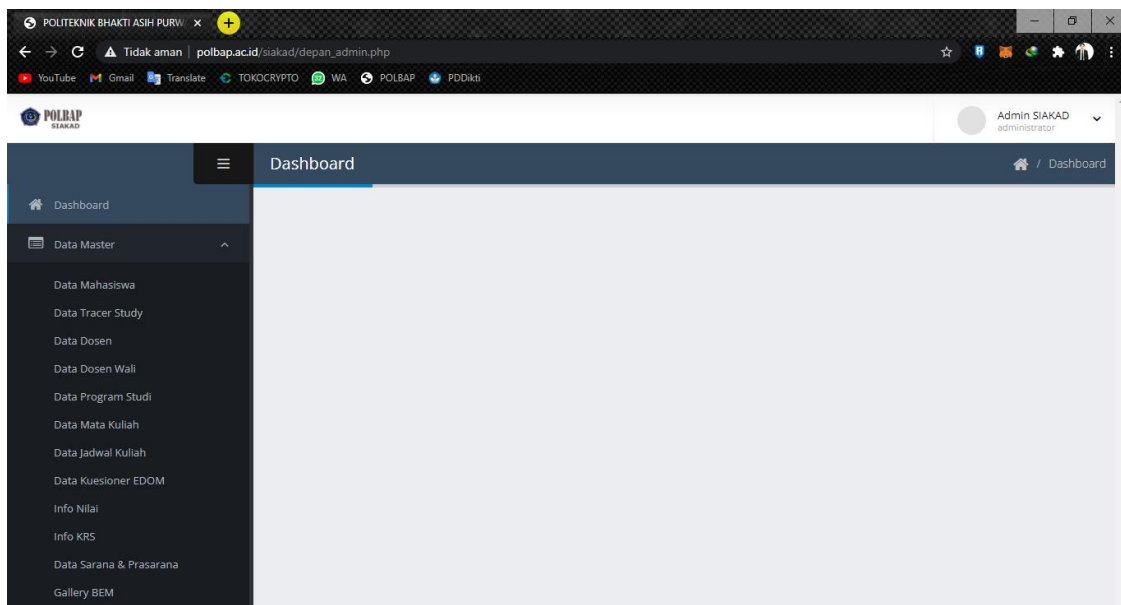 POLITEKNIK BHAKTI ASIH PURW
Tidak aman | polbap.ac.id/siakad/depan_admin.php
YouTube Gmail Translate TOKOCRYPTO WA POLBAP PDDikti
POLBAP
SIAKAD
Admin SIAKAD
administrator
Dashboard
/ Dashboard
Dashboard
Data Master
Data Mahasiswa
Data Tracer Study
Data Dosen
Data Dosen Wali
Data Program Studi
Data Mata Kuliah
Data Jadwal Kuliah
Data Kuesioner EDOM
Info Nilai
Info KRS
Data Sarana & Prasarana
Gallery BEM